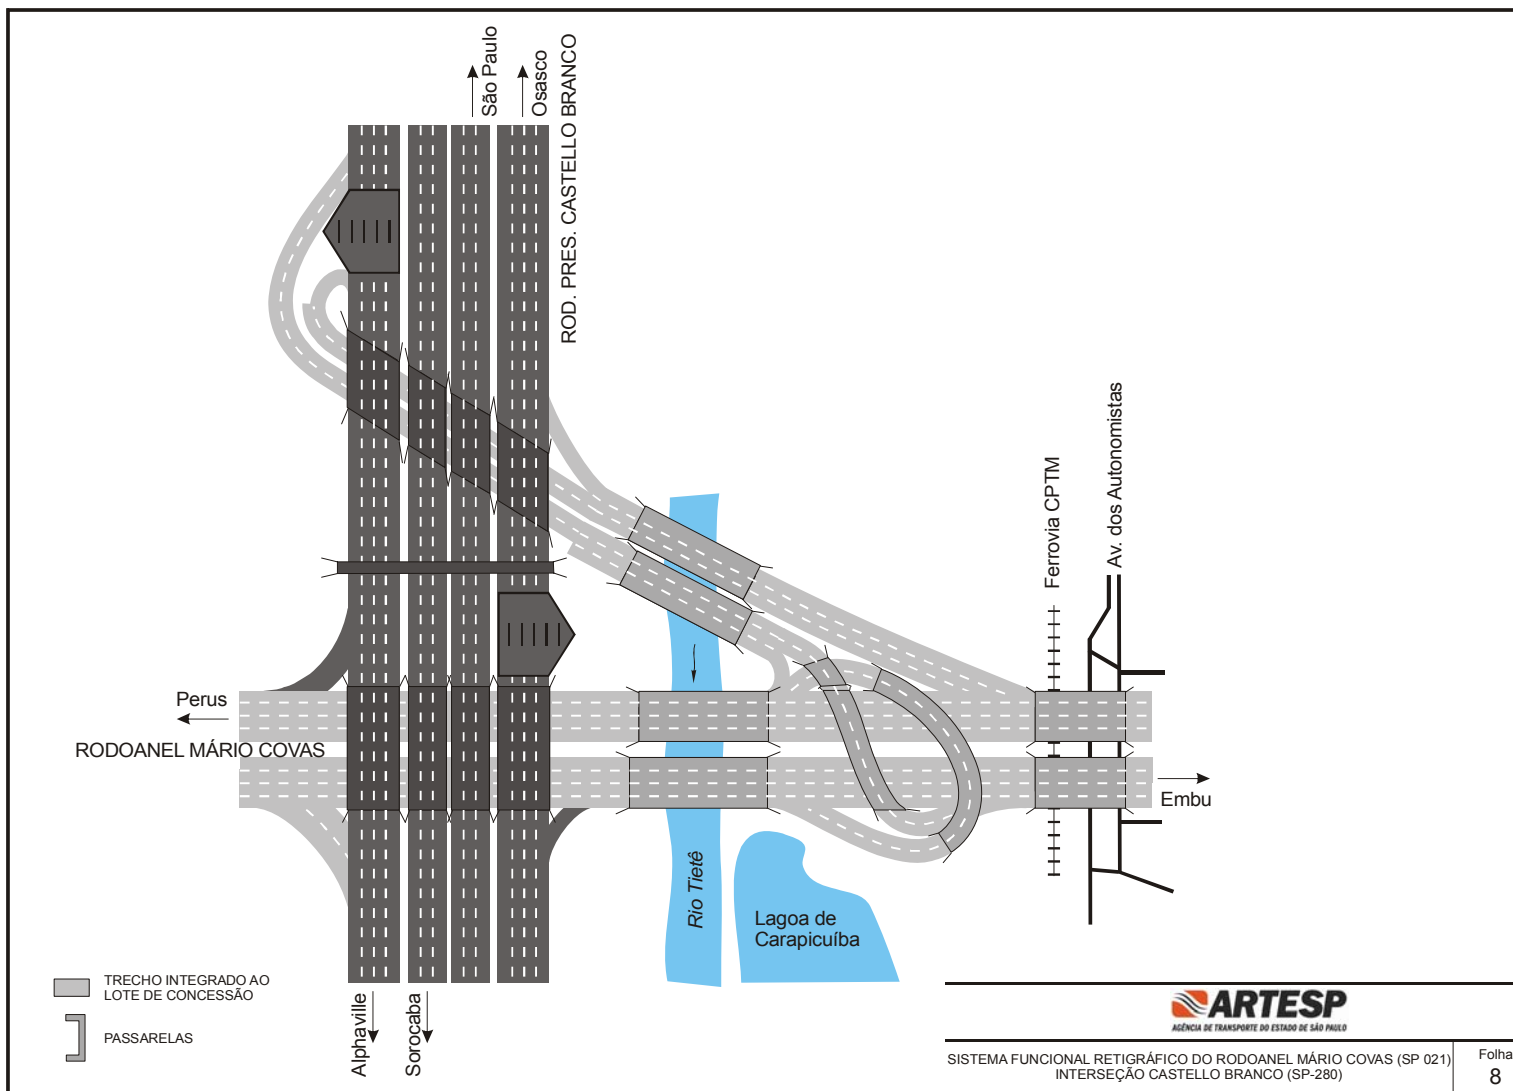 São Paulo
Osasco
ROD. PRES. CASTELLO BRANCO
Ferrovia CPTM
Av. dos Autonomistas
Perus
RODOANEL MÁRIO COVAS
Embu
Rio Tietê
Lagoa de
Carapicuíba
TRECHO INTEGRADO AO
LOTE DE CONCESSÃO
PASSARELAS
Alphaville
Sorocaba
ARTESP
AGÊNCIA DE TRANSPORTE DO ESTADO DE SÃO PAULO
SISTEMA FUNCIONAL RETIGRÁFICO DO RODOANEL MÁRIO COVAS (SP 021)
INTERSEÇÃO CASTELLO BRANCO (SP-280)
Folha
8